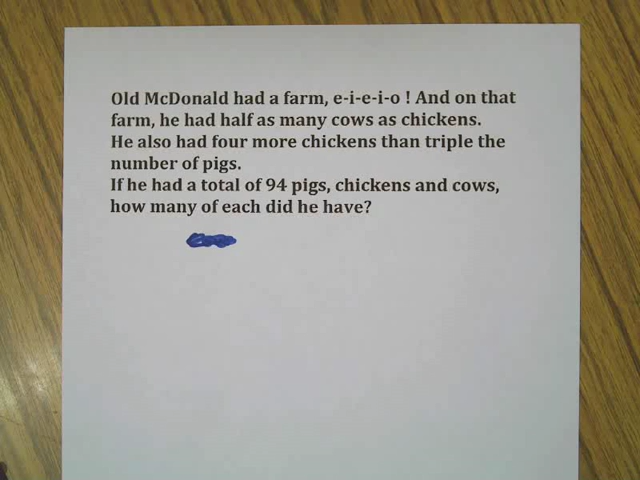 Old McDonald had a farm, e-i-e-i-o ! And on that
farm, he had half as many cows as chickens.
He also had four more chickens than triple the
number of pigs.
If he had a total of 94 pigs, chickens and cows,
how many of each did he have?